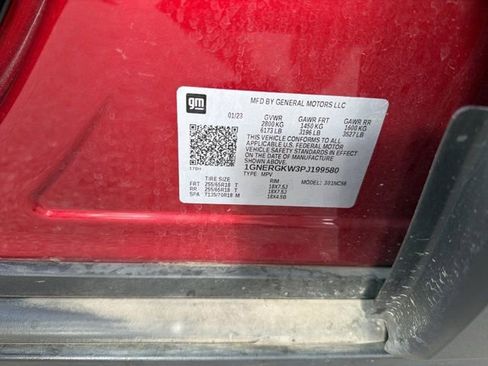 gm
MFD BY GENERAL MOTORS LLC
01/23 GVWR GAWR FRT GAWR RR
2800 KG 1450 KG 1600 KG
6173 LB 3196 LB 3527 LB
THIS VEHICLE CONFORMS TO ALL
APPLICABLE U.S. FEDERAL MOTOR
VEHICLE SAFETY STANDARDS IN EFFECT
ON THE DATE OF MANUFACTURE
SHOWN ABOVE.
1GNERGKW3PJ199580
TYPE: MPV MODEL:
TIRE SIZE RIM
FRT 255/65R18 T 18X7.5J
RR 255/65R18 T 18X7.5J
SPA T135/70R18 M 18X4.5B